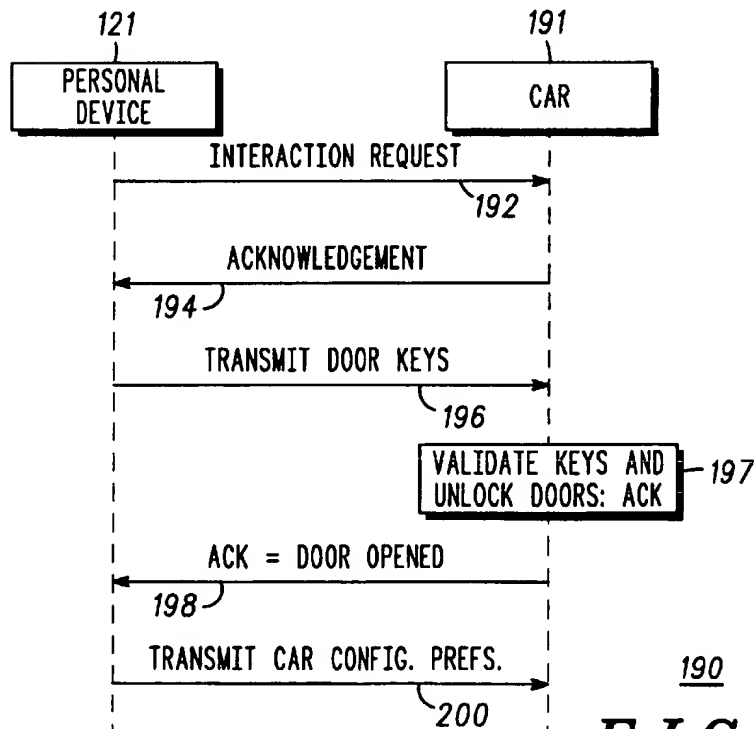 121
191
PERSONAL
DEVICE
CAR
INTERACTION REQUEST
192
ACKNOWLEDGEMENT
194
TRANSMIT DOOR KEYS
196
VALIDATE KEYS AND
UNLOCK DOORS: ACK
197
ACK = DOOR OPENED
198
TRANSMIT CAR CONFIG. PREFS.
200
190